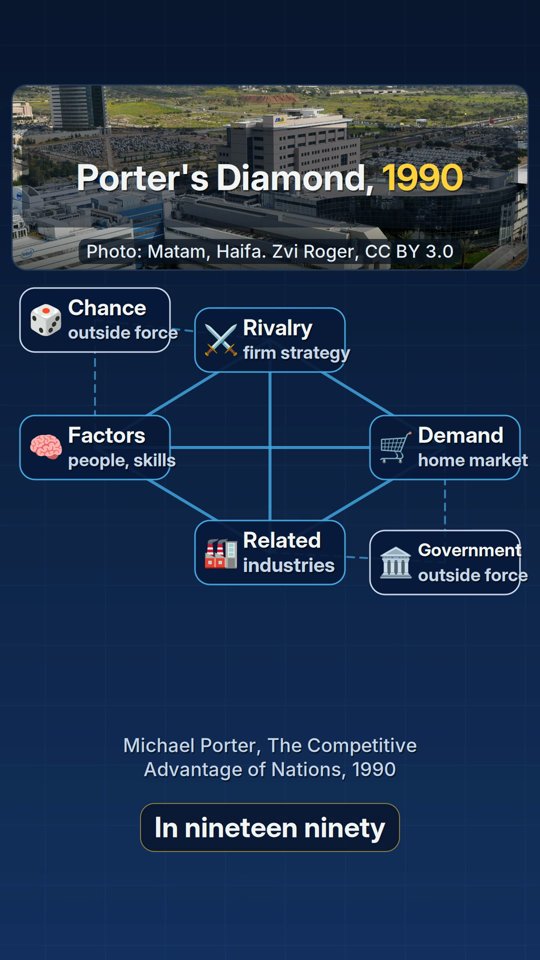 Porter's Diamond, 1990
Photo: Matam, Haifa. Zvi Roger, CC BY 3.0
Chance
outside force
Rivalry
firm strategy
Factors
people, skills
Demand
home market
Related
industries
Government
outside force
Michael Porter, The Competitive
Advantage of Nations, 1990
In nineteen ninety